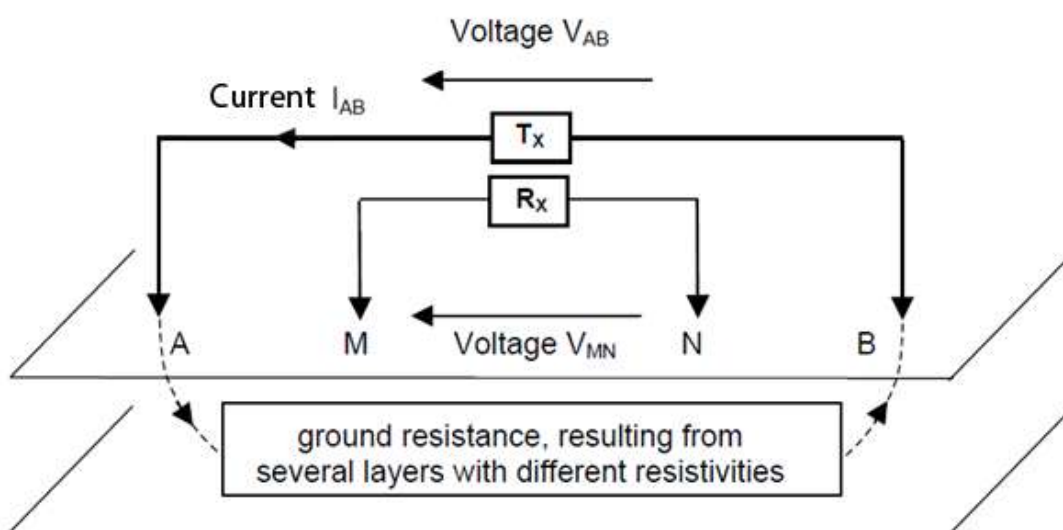 Voltage V_AB
Current I_AB
T_X
R_X
A M Voltage V_MN N B
ground resistance, resulting from
several layers with different resistivities